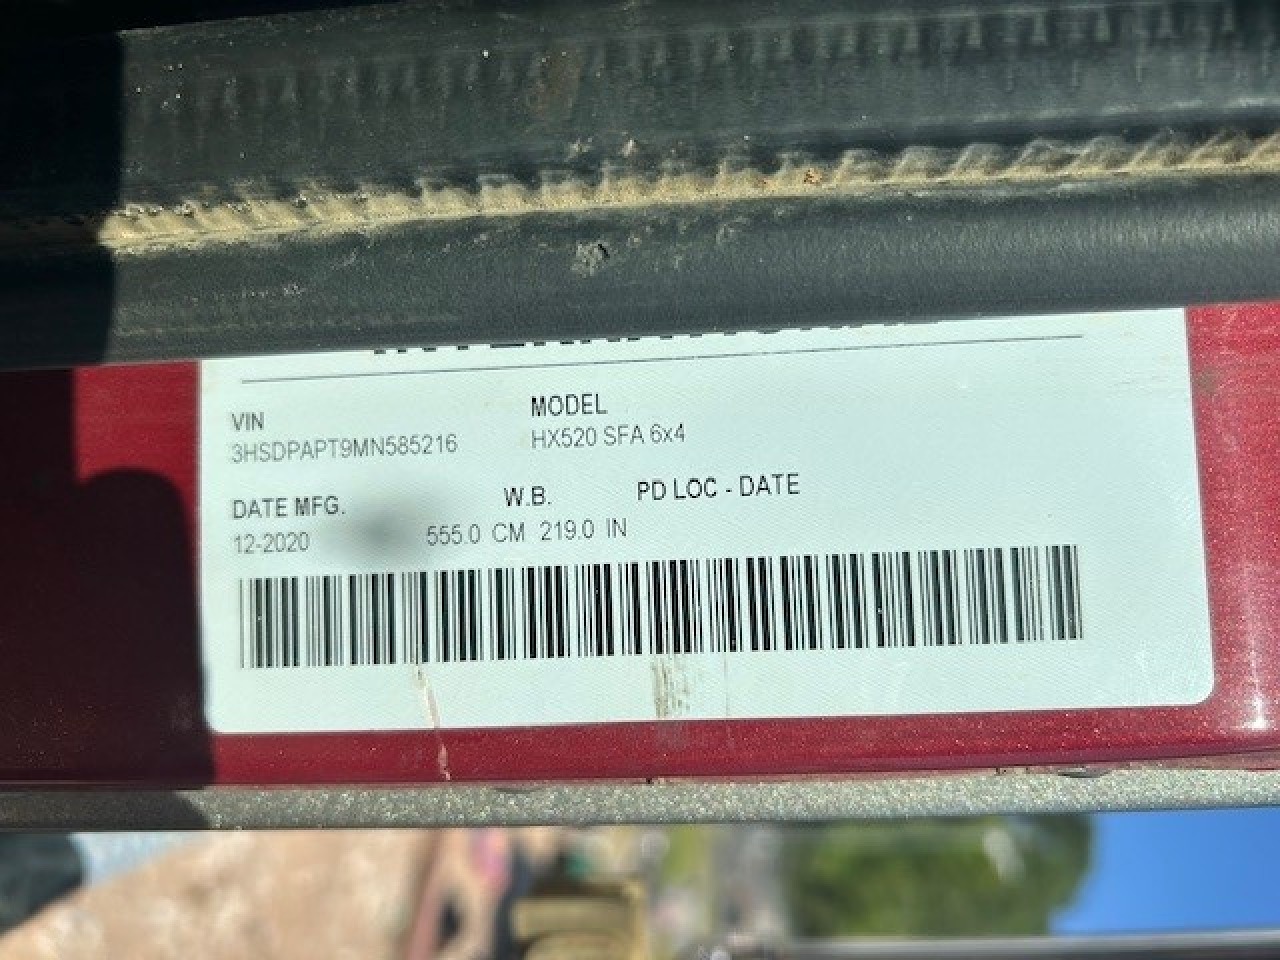 INTERNATIONAL
VIN
3HSDPAPT9MN585216
MODEL
HX520 SFA 6x4
DATE MFG.
12-2020
W.B.
555.0 CM 219.0 IN
PD LOC - DATE